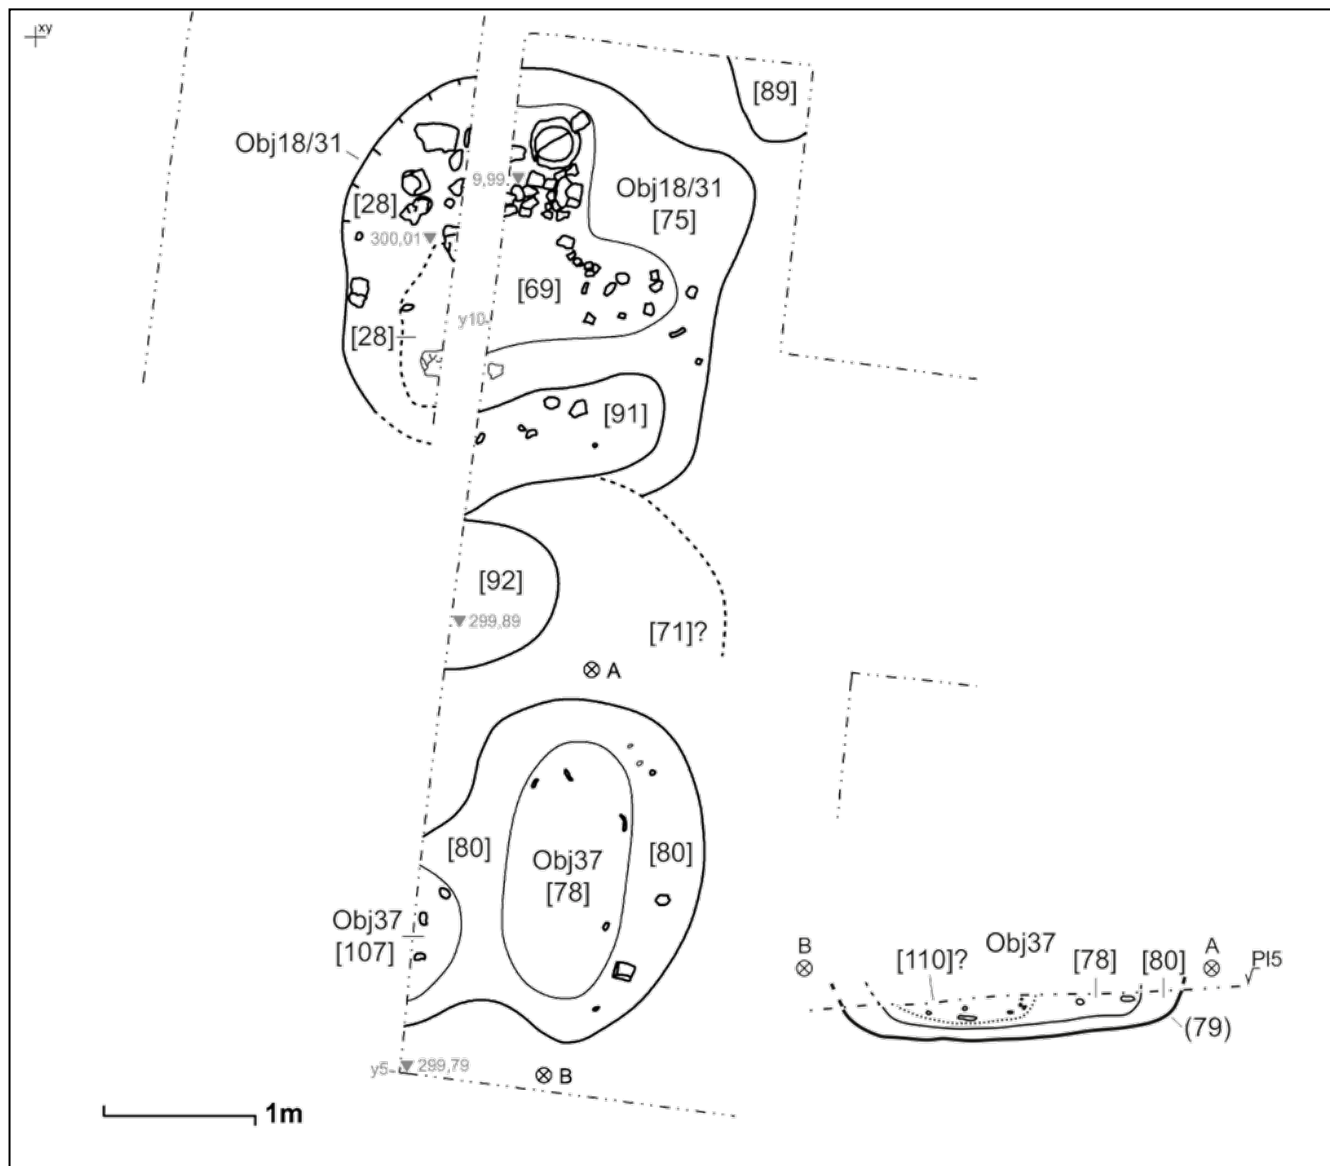 xy
[89]
Obj18/31
9,99
Obj18/31
[75]
[28]
300,01
[69]
y10
[28]
[91]
[92]
299,89
[71]?
A
[80]
Obj37
[78]
[80]
Obj37
[107]
B
[110]?
Obj37
[78]
[80]
A
Pl5
(79)
y5
299,79
B
1m